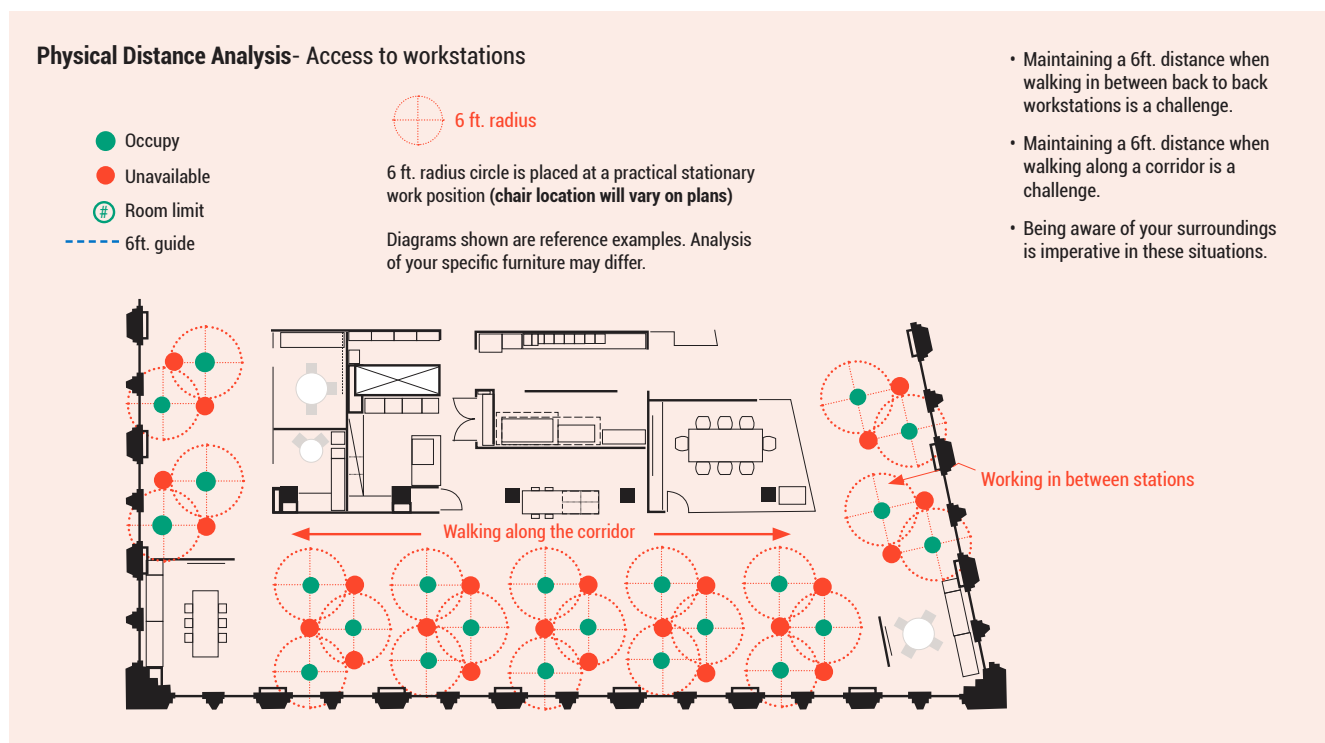 Physical Distance Analysis- Access to workstations
Occupy
Unavailable
# Room limit
6ft. guide
6 ft. radius
6 ft. radius circle is placed at a practical stationary
work position (chair location will vary on plans)
Diagrams shown are reference examples. Analysis
of your specific furniture may differ.
• Maintaining a 6ft. distance when
walking in between back to back
workstations is a challenge.
• Maintaining a 6ft. distance when
walking along a corridor is a
challenge.
• Being aware of your surroundings
is imperative in these situations.
Working in between stations
Walking along the corridor